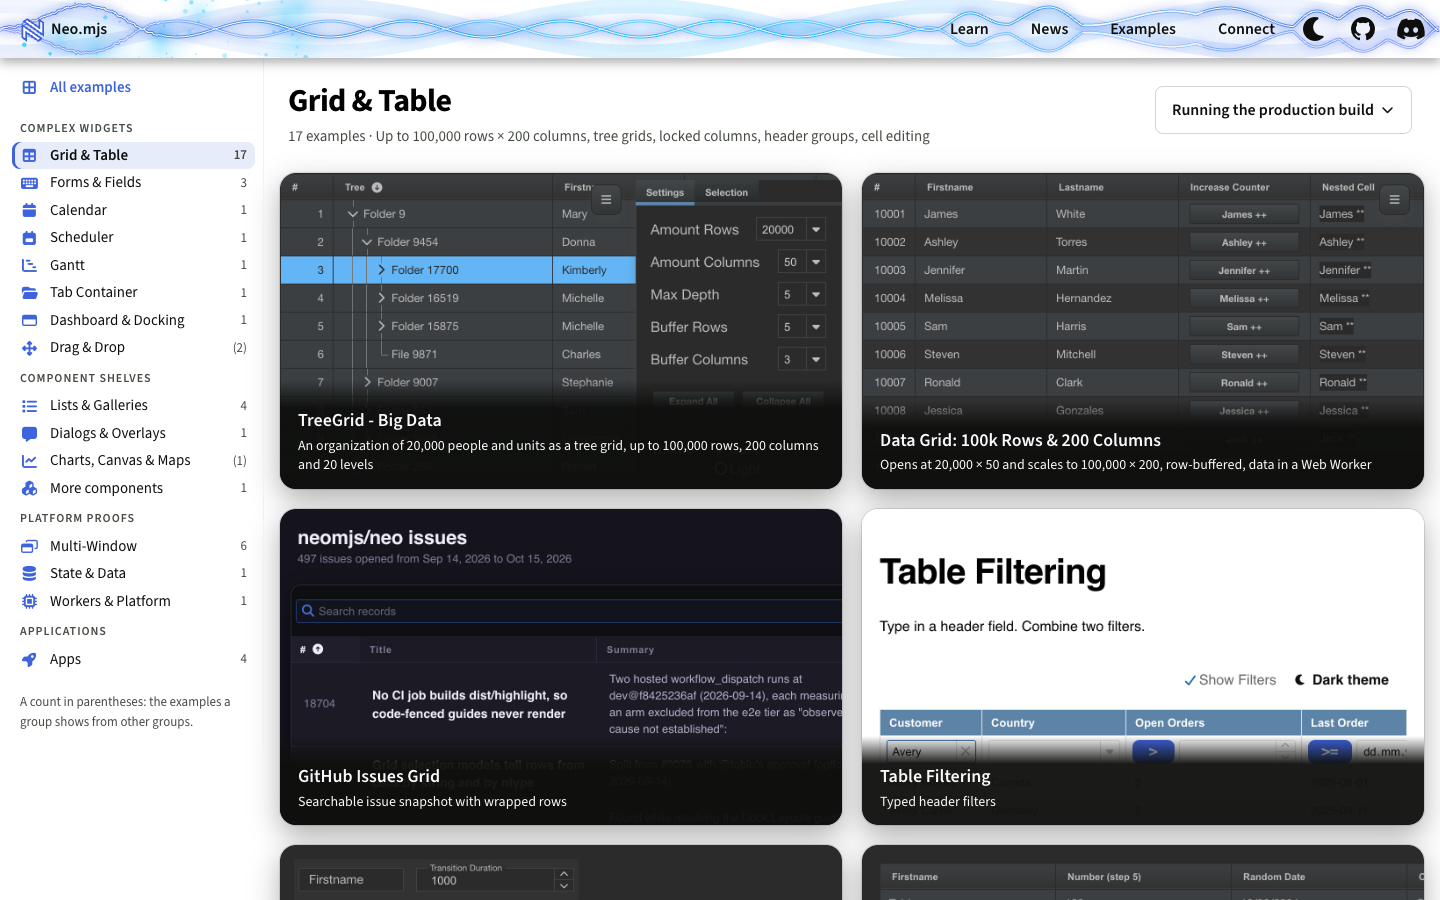 Neo.mjs
Learn
News
Examples
Connect
All examples
COMPLEX WIDGETS
Grid & Table 17
Forms & Fields 3
Calendar 1
Scheduler 1
Gantt 1
Tab Container 1
Dashboard & Docking 1
Drag & Drop (2)
COMPONENT SHELVES
Lists & Galleries 4
Dialogs & Overlays 1
Charts, Canvas & Maps (1)
More components 1
PLATFORM PROOFS
Multi-Window 6
State & Data 1
Workers & Platform 1
APPLICATIONS
Apps 4
A count in parentheses: the examples a
group shows from other groups.
Grid & Table
17 examples · Up to 100,000 rows × 200 columns, tree grids, locked columns, header groups, cell editing
Running the production build
# Tree Firstn
1 Folder 9 Mary
2 Folder 9454 Donna
3 Folder 17700 Kimberly
4 Folder 16519 Michelle
5 Folder 15875 Michelle
6 File 9871 Charles
7 Folder 9007 Stephanie
Settings Selection
Amount Rows 20000
Amount Columns 50
Max Depth 5
Buffer Rows 5
Buffer Columns 3
Expand All Collapse All
Light
TreeGrid - Big Data
An organization of 20,000 people and units as a tree grid, up to 100,000 rows, 200 columns
and 20 levels
# Firstname Lastname Increase Counter Nested Cell
10001 James White James ++ James **
10002 Ashley Torres Ashley ++ Ashley **
10003 Jennifer Martin Jennifer ++ Jennifer **
10004 Melissa Hernandez Melissa ++ Melissa **
10005 Sam Harris Sam ++ Sam **
10006 Steven Mitchell Steven ++ Steven **
10007 Ronald Clark Ronald ++ Ronald **
10008 Jessica Gonzales Jessica ++ Jessica **
Data Grid: 100k Rows & 200 Columns
Opens at 20,000 × 50 and scales to 100,000 × 200, row-buffered, data in a Web Worker
neomjs/neo issues
497 issues opened from Sep 14, 2026 to Oct 15, 2026
Search records
# Title Summary
18704
No CI job builds dist/highlight, so
code-fenced guides never render
Two hosted workflow_dispatch runs at
dev@f8425236af (2026-09-14), each measurin
an arm excluded from the e2e tier as "observe
cause not established":
Grid selection models tell rows from
GitHub Issues Grid
Searchable issue snapshot with wrapped rows
Table Filtering
Type in a header field. Combine two filters.
Show Filters Dark theme
Customer Country Open Orders Last Order
Avery > >= dd.mm.
Table Filtering
Typed header filters
Firstname
Transition Duration
1000
Firstname Number (step 5) Random Date